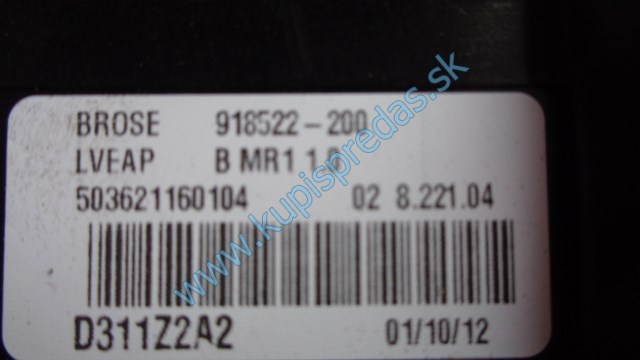 BROSE 918522-200
LVEAP B MR1 1.0
503621160104 02 8.221.04
D311Z2A2 01/10/12
www.kupispredas.sk